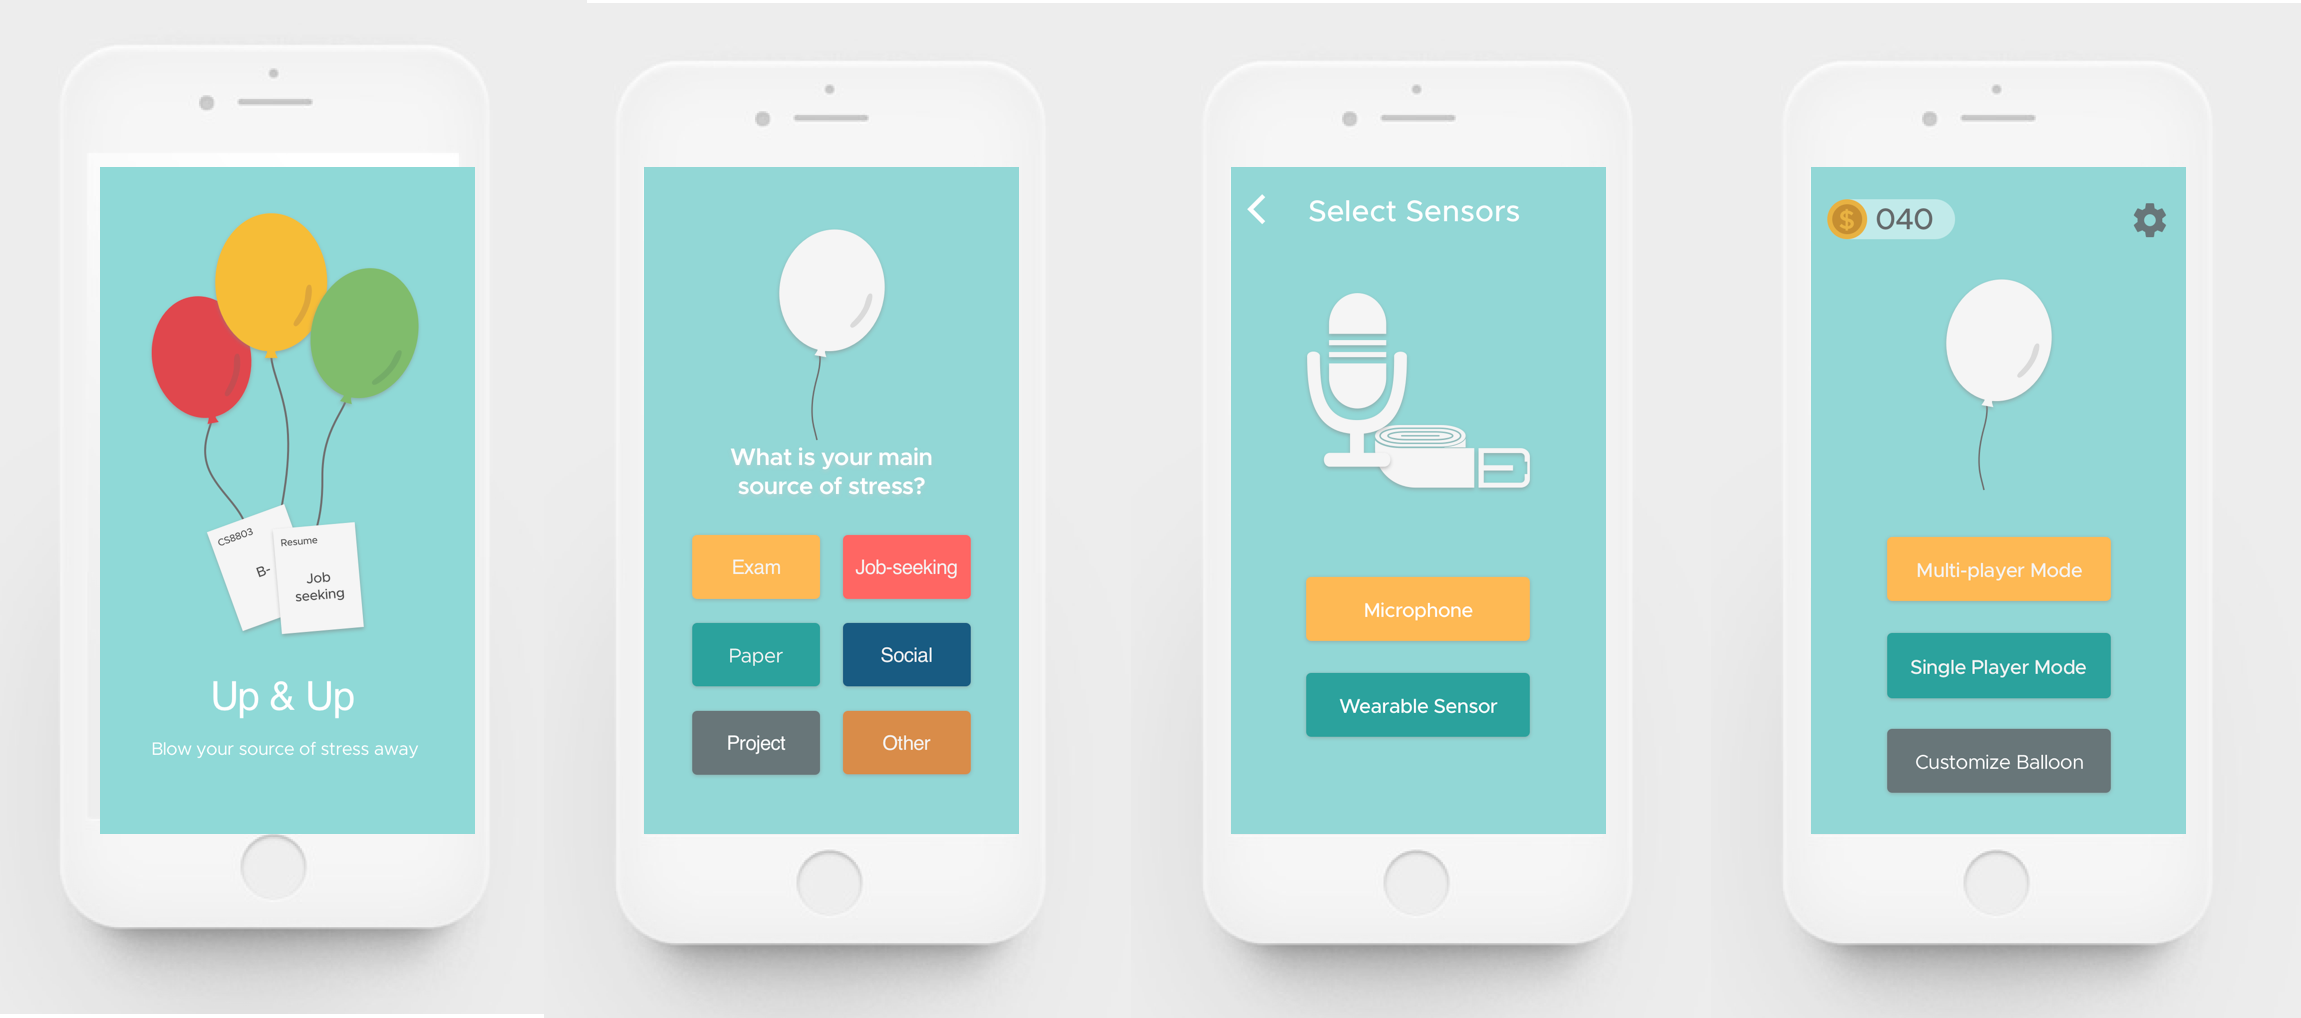 CS8803
B-
Resume
Job
seeking
Up & Up
Blow your source of stress away
What is your main
source of stress?
Exam
Job-seeking
Paper
Social
Project
Other
Select Sensors
Microphone
Wearable Sensor
$ 040
Multi-player Mode
Single Player Mode
Customize Balloon